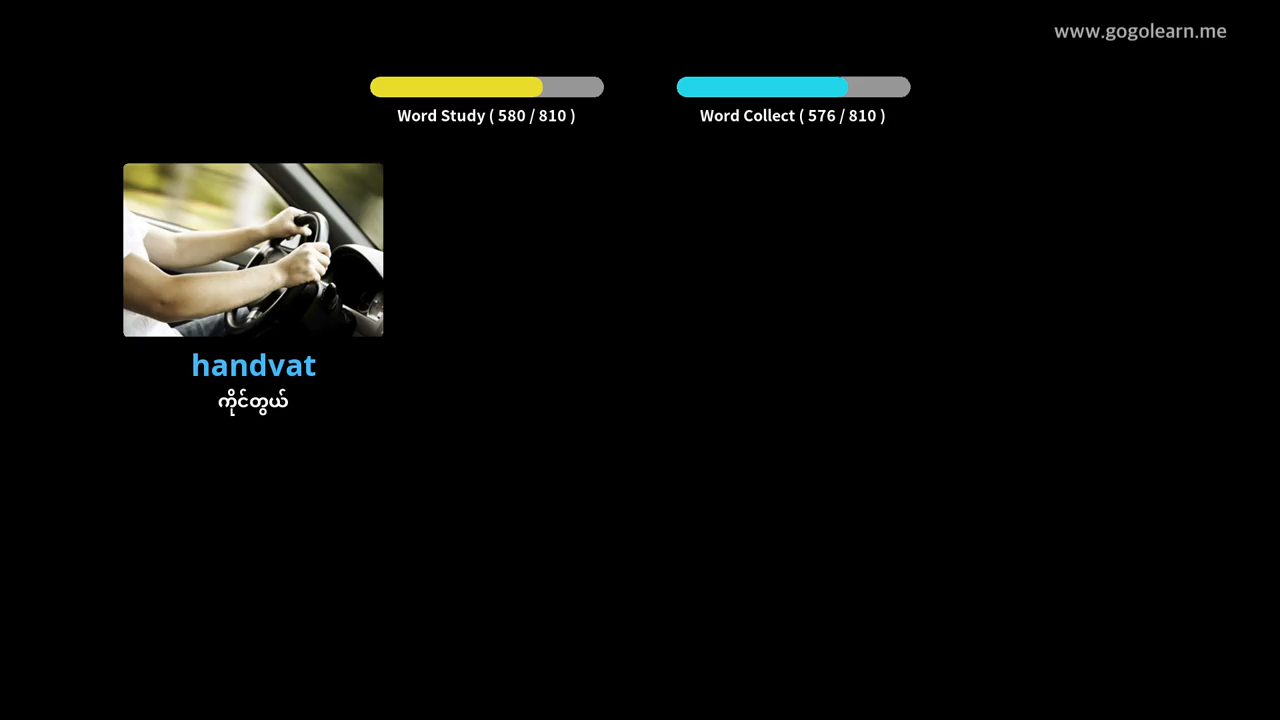 www.gogolearn.me
Word Study ( 580 / 810 )
Word Collect ( 576 / 810 )
handvat
ကိုင်တွယ်